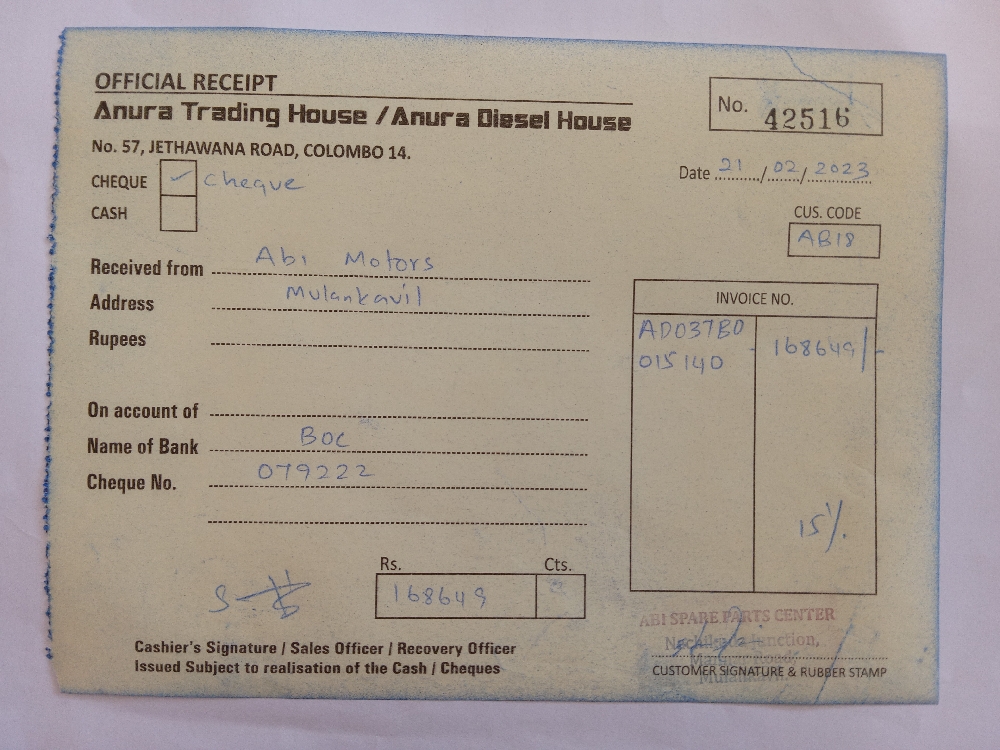 OFFICIAL RECEIPT
Anura Trading House / Anura Diesel House
No. 57, JETHAWANA ROAD, COLOMBO 14.
No. 42516
CHEQUE ✓ Cheque
CASH
Date 21 / 02 / 2023
CUS. CODE
AB18
Received from Abi Motors
Address Mulankavil
Rupees
On account of
Name of Bank BOC
Cheque No. 079222
INVOICE NO.
AD037B0
015140 168649/-
15%
Rs. Cts.
168649
Cashier's Signature / Sales Officer / Recovery Officer
Issued Subject to realisation of the Cash / Cheques
ABI SPARE PARTS CENTER
CUSTOMER SIGNATURE & RUBBER STAMP